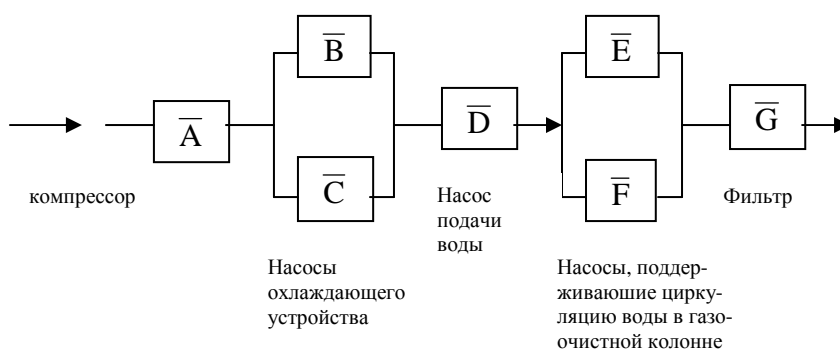 B̅
E̅
A̅
D̅
G̅
C̅
F̅
компрессор
Насос
подачи
воды
Фильтр
Насосы
охлаждающего
устройства
Насосы, поддер-
живаюшие цирку-
ляцию воды в газо-
очистной колонне